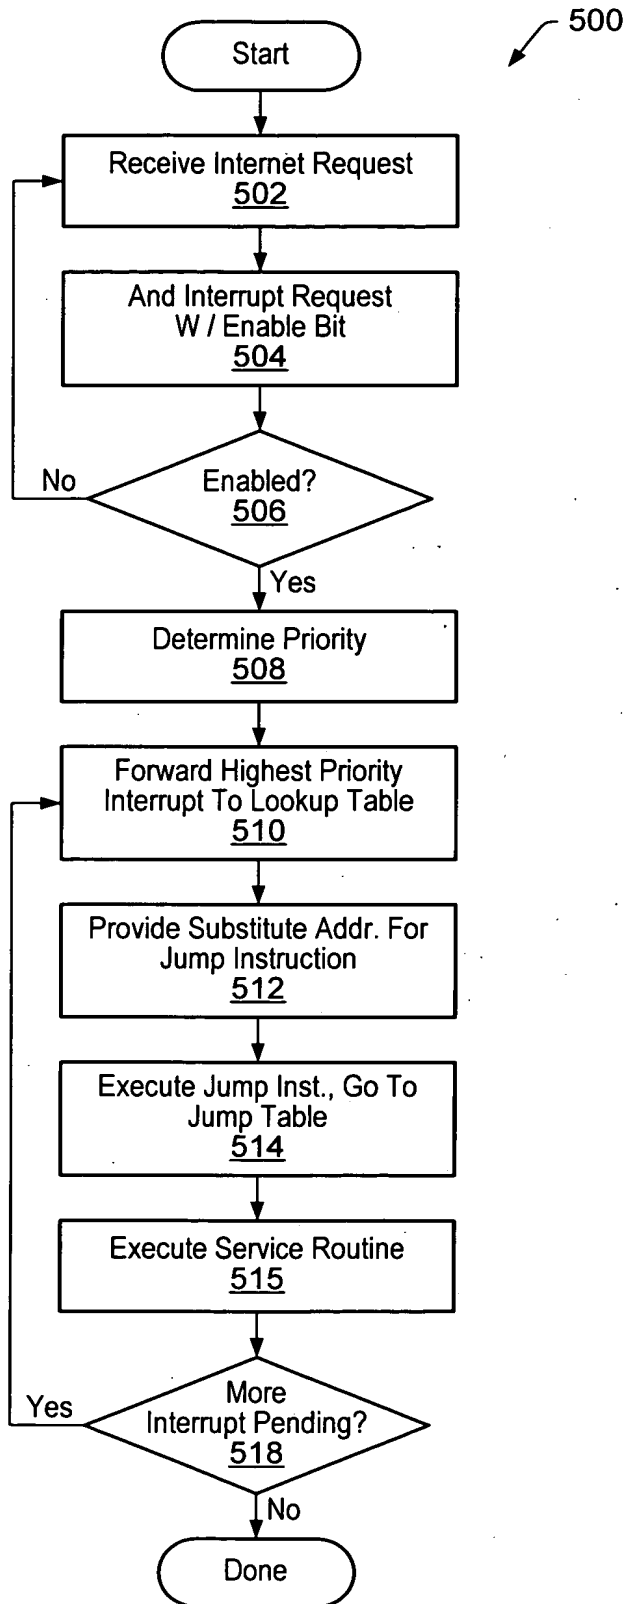 500
Start
Receive Internet Request
502
And Interrupt Request
W / Enable Bit
504
Enabled?
506
No
Yes
Determine Priority
508
Forward Highest Priority
Interrupt To Lookup Table
510
Provide Substitute Addr. For
Jump Instruction
512
Execute Jump Inst., Go To
Jump Table
514
Execute Service Routine
515
More
Interrupt Pending?
518
Yes
No
Done